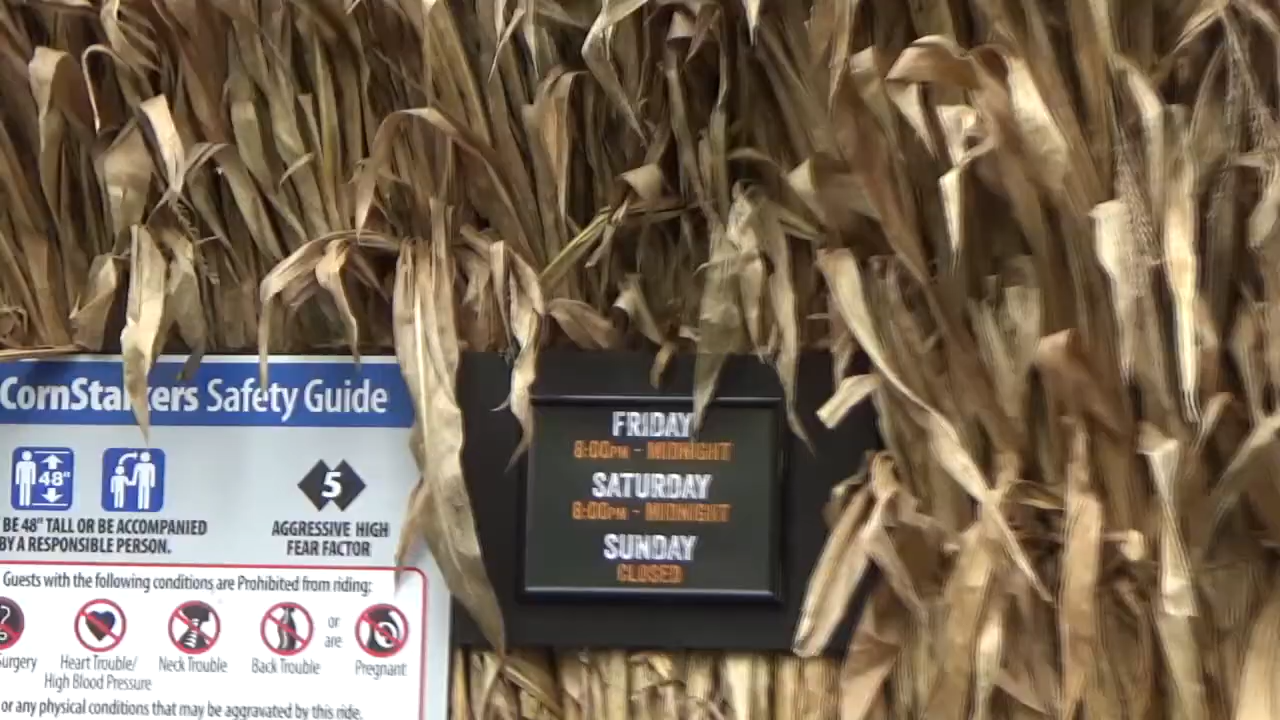 CornStalkers Safety Guide
48"
5
BE 48" TALL OR BE ACCOMPANIED
BY A RESPONSIBLE PERSON.
AGGRESSIVE HIGH
FEAR FACTOR
Guests with the following conditions are Prohibited from riding:
Surgery
Heart Trouble/
High Blood Pressure
Neck Trouble
Back Trouble
or
are
Pregnant
or any physical conditions that may be aggravated by this ride.
FRIDAY
8:00PM - MIDNIGHT
SATURDAY
8:00PM - MIDNIGHT
SUNDAY
CLOSED